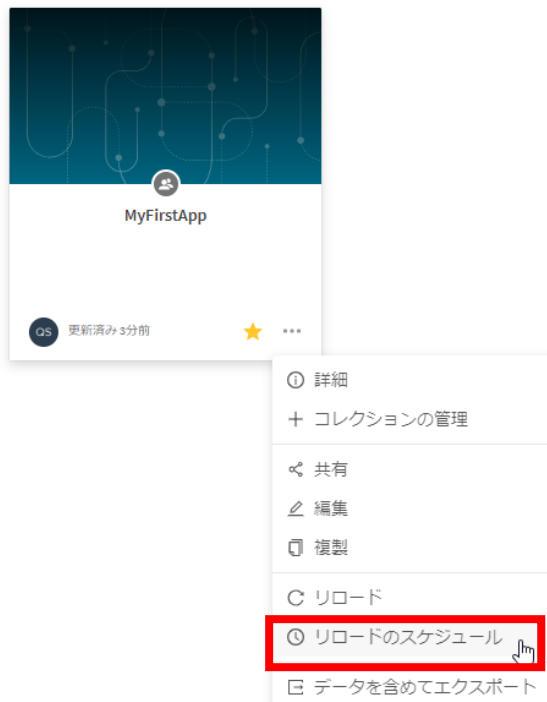 MyFirstApp
QS 更新済み 3分前
詳細
コレクションの管理
共有
編集
複製
リロード
リロードのスケジュール
データを含めてエクスポート